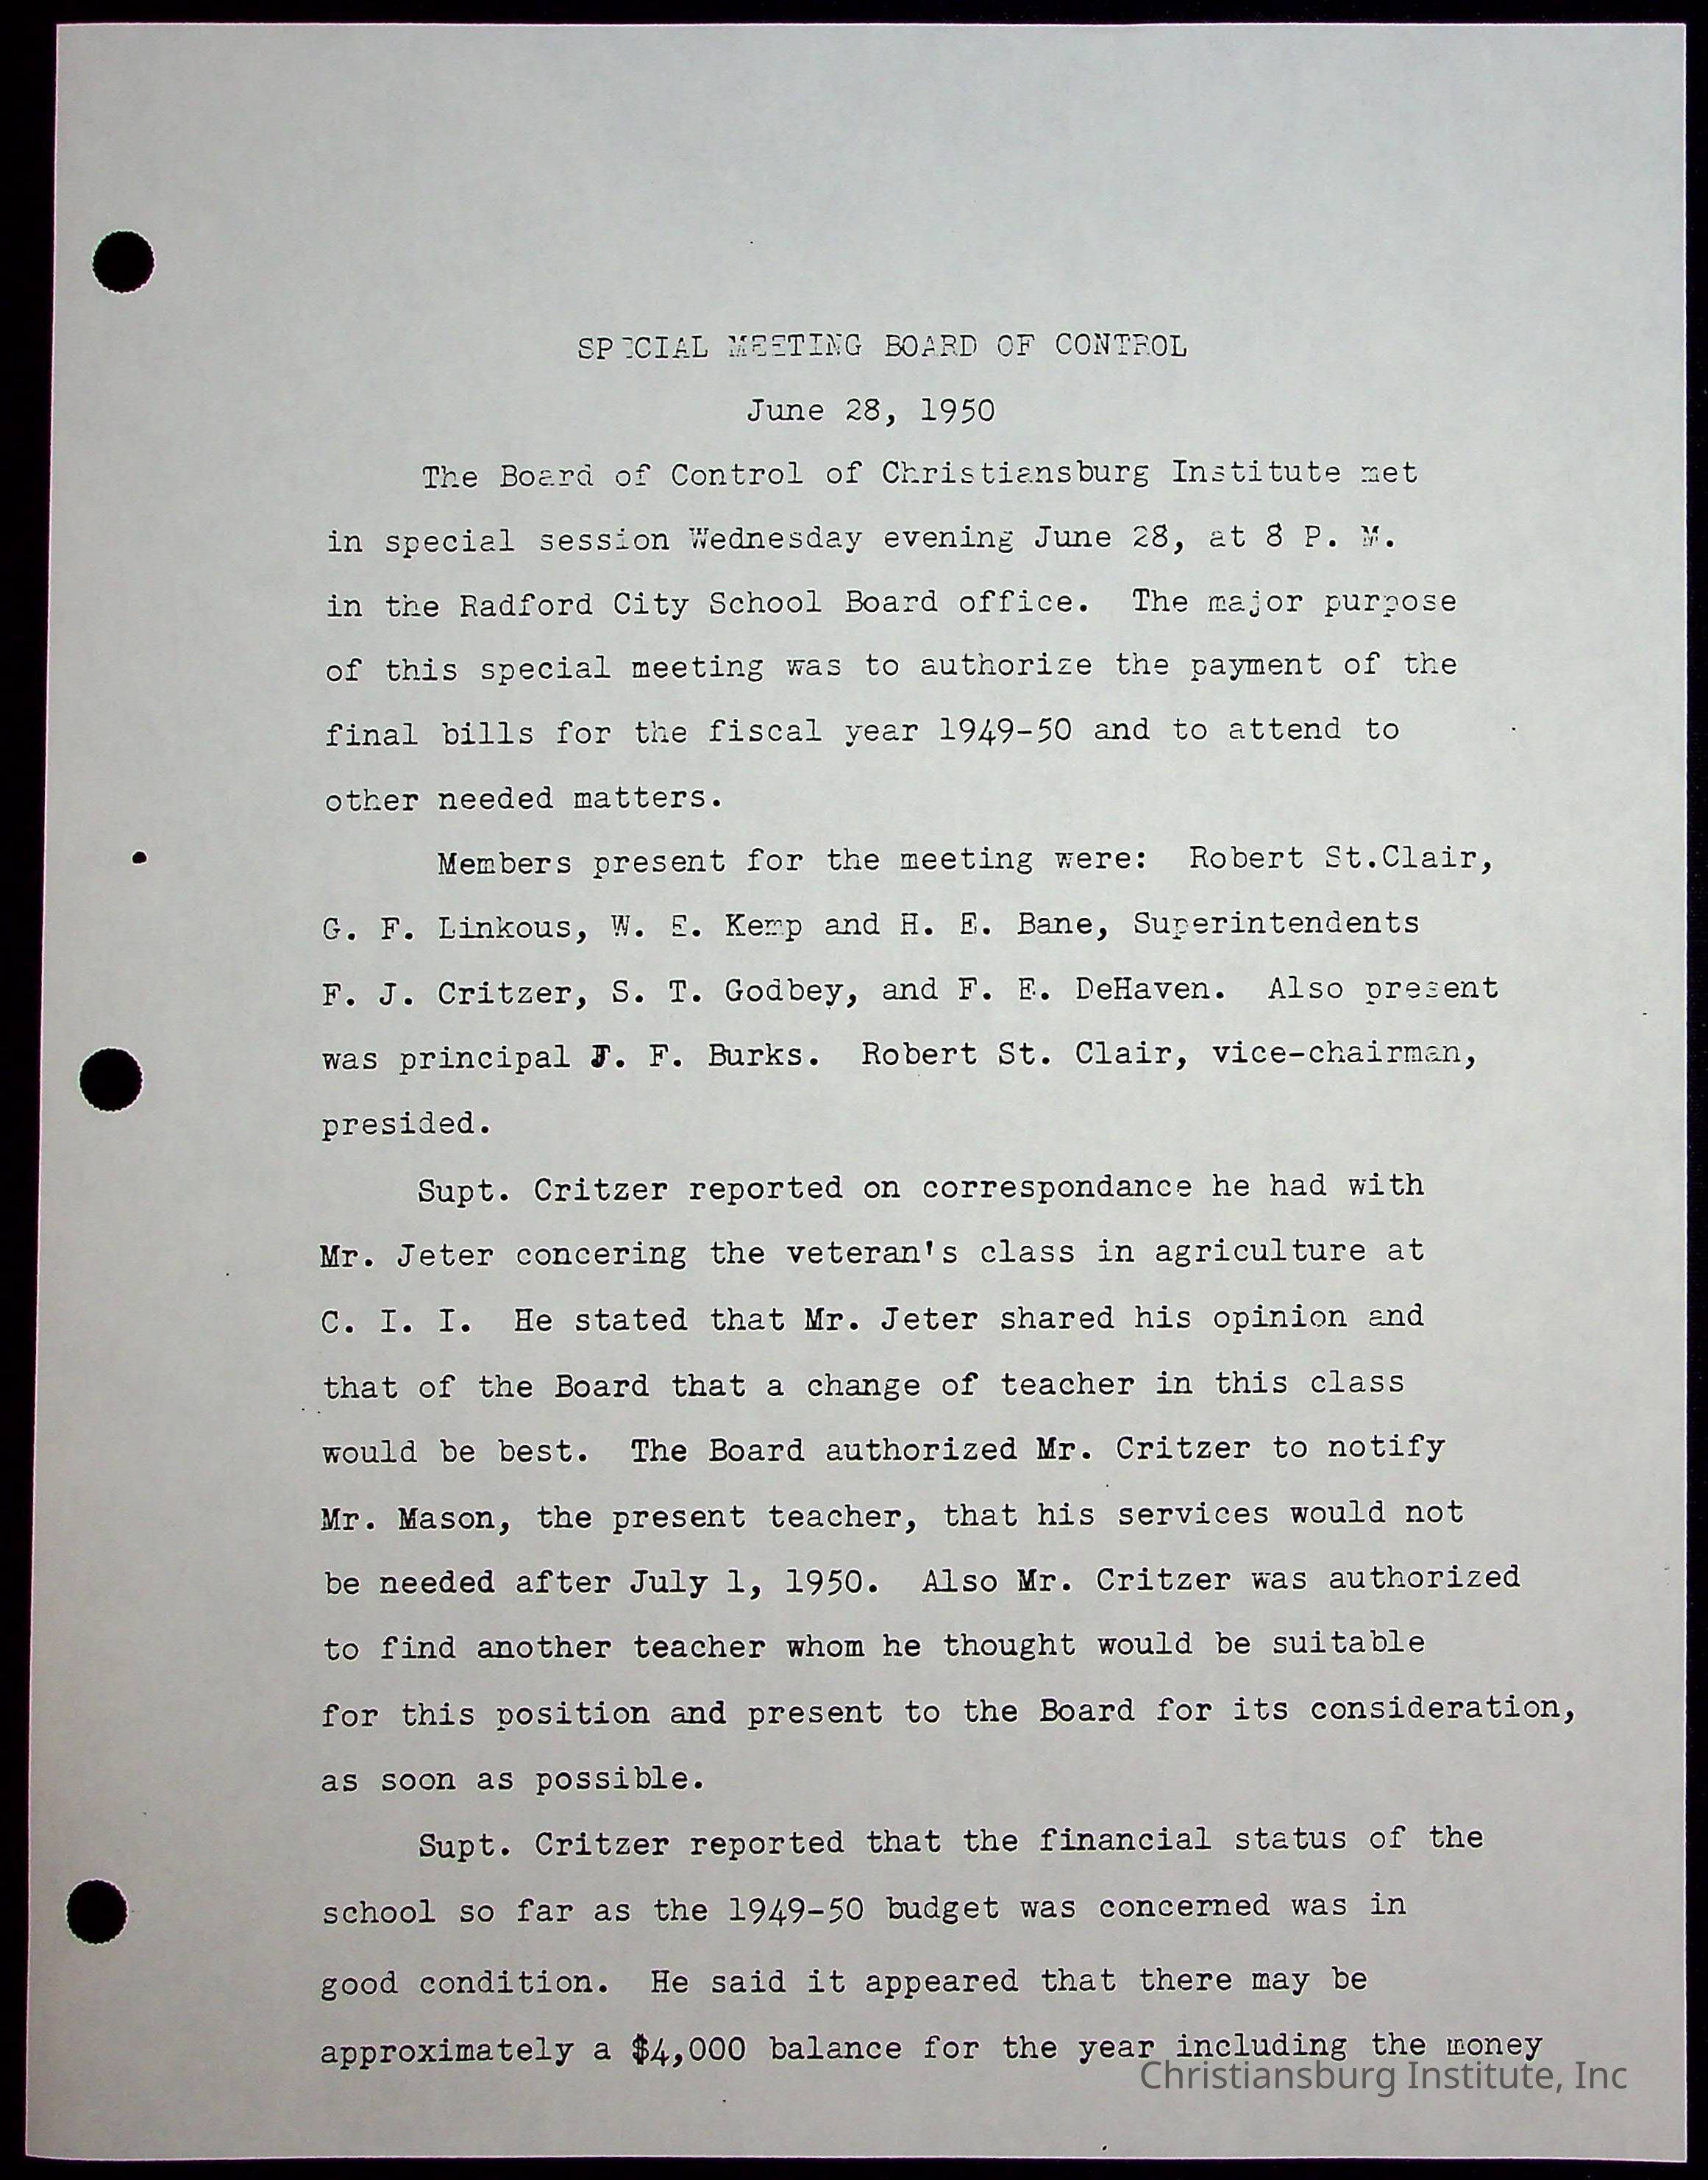 SPECIAL MEETING BOARD OF CONTROL
June 28, 1950
The Board of Control of Christiansburg Institute met
in special session Wednesday evening June 28, at 8 P. M.
in the Radford City School Board office. The major purpose
of this special meeting was to authorize the payment of the
final bills for the fiscal year 1949-50 and to attend to
other needed matters.
Members present for the meeting were: Robert St.Clair,
G. F. Linkous, W. E. Kemp and H. E. Bane, Superintendents
F. J. Critzer, S. T. Godbey, and F. E. DeHaven. Also present
was principal J. F. Burks. Robert St. Clair, vice-chairman,
presided.
Supt. Critzer reported on correspondance he had with
Mr. Jeter concering the veteran's class in agriculture at
C. I. I. He stated that Mr. Jeter shared his opinion and
that of the Board that a change of teacher in this class
would be best. The Board authorized Mr. Critzer to notify
Mr. Mason, the present teacher, that his services would not
be needed after July 1, 1950. Also Mr. Critzer was authorized
to find another teacher whom he thought would be suitable
for this position and present to the Board for its consideration,
as soon as possible.
Supt. Critzer reported that the financial status of the
school so far as the 1949-50 budget was concerned was in
good condition. He said it appeared that there may be
approximately a $4,000 balance for the year including the money
Christiansburg Institute, Inc